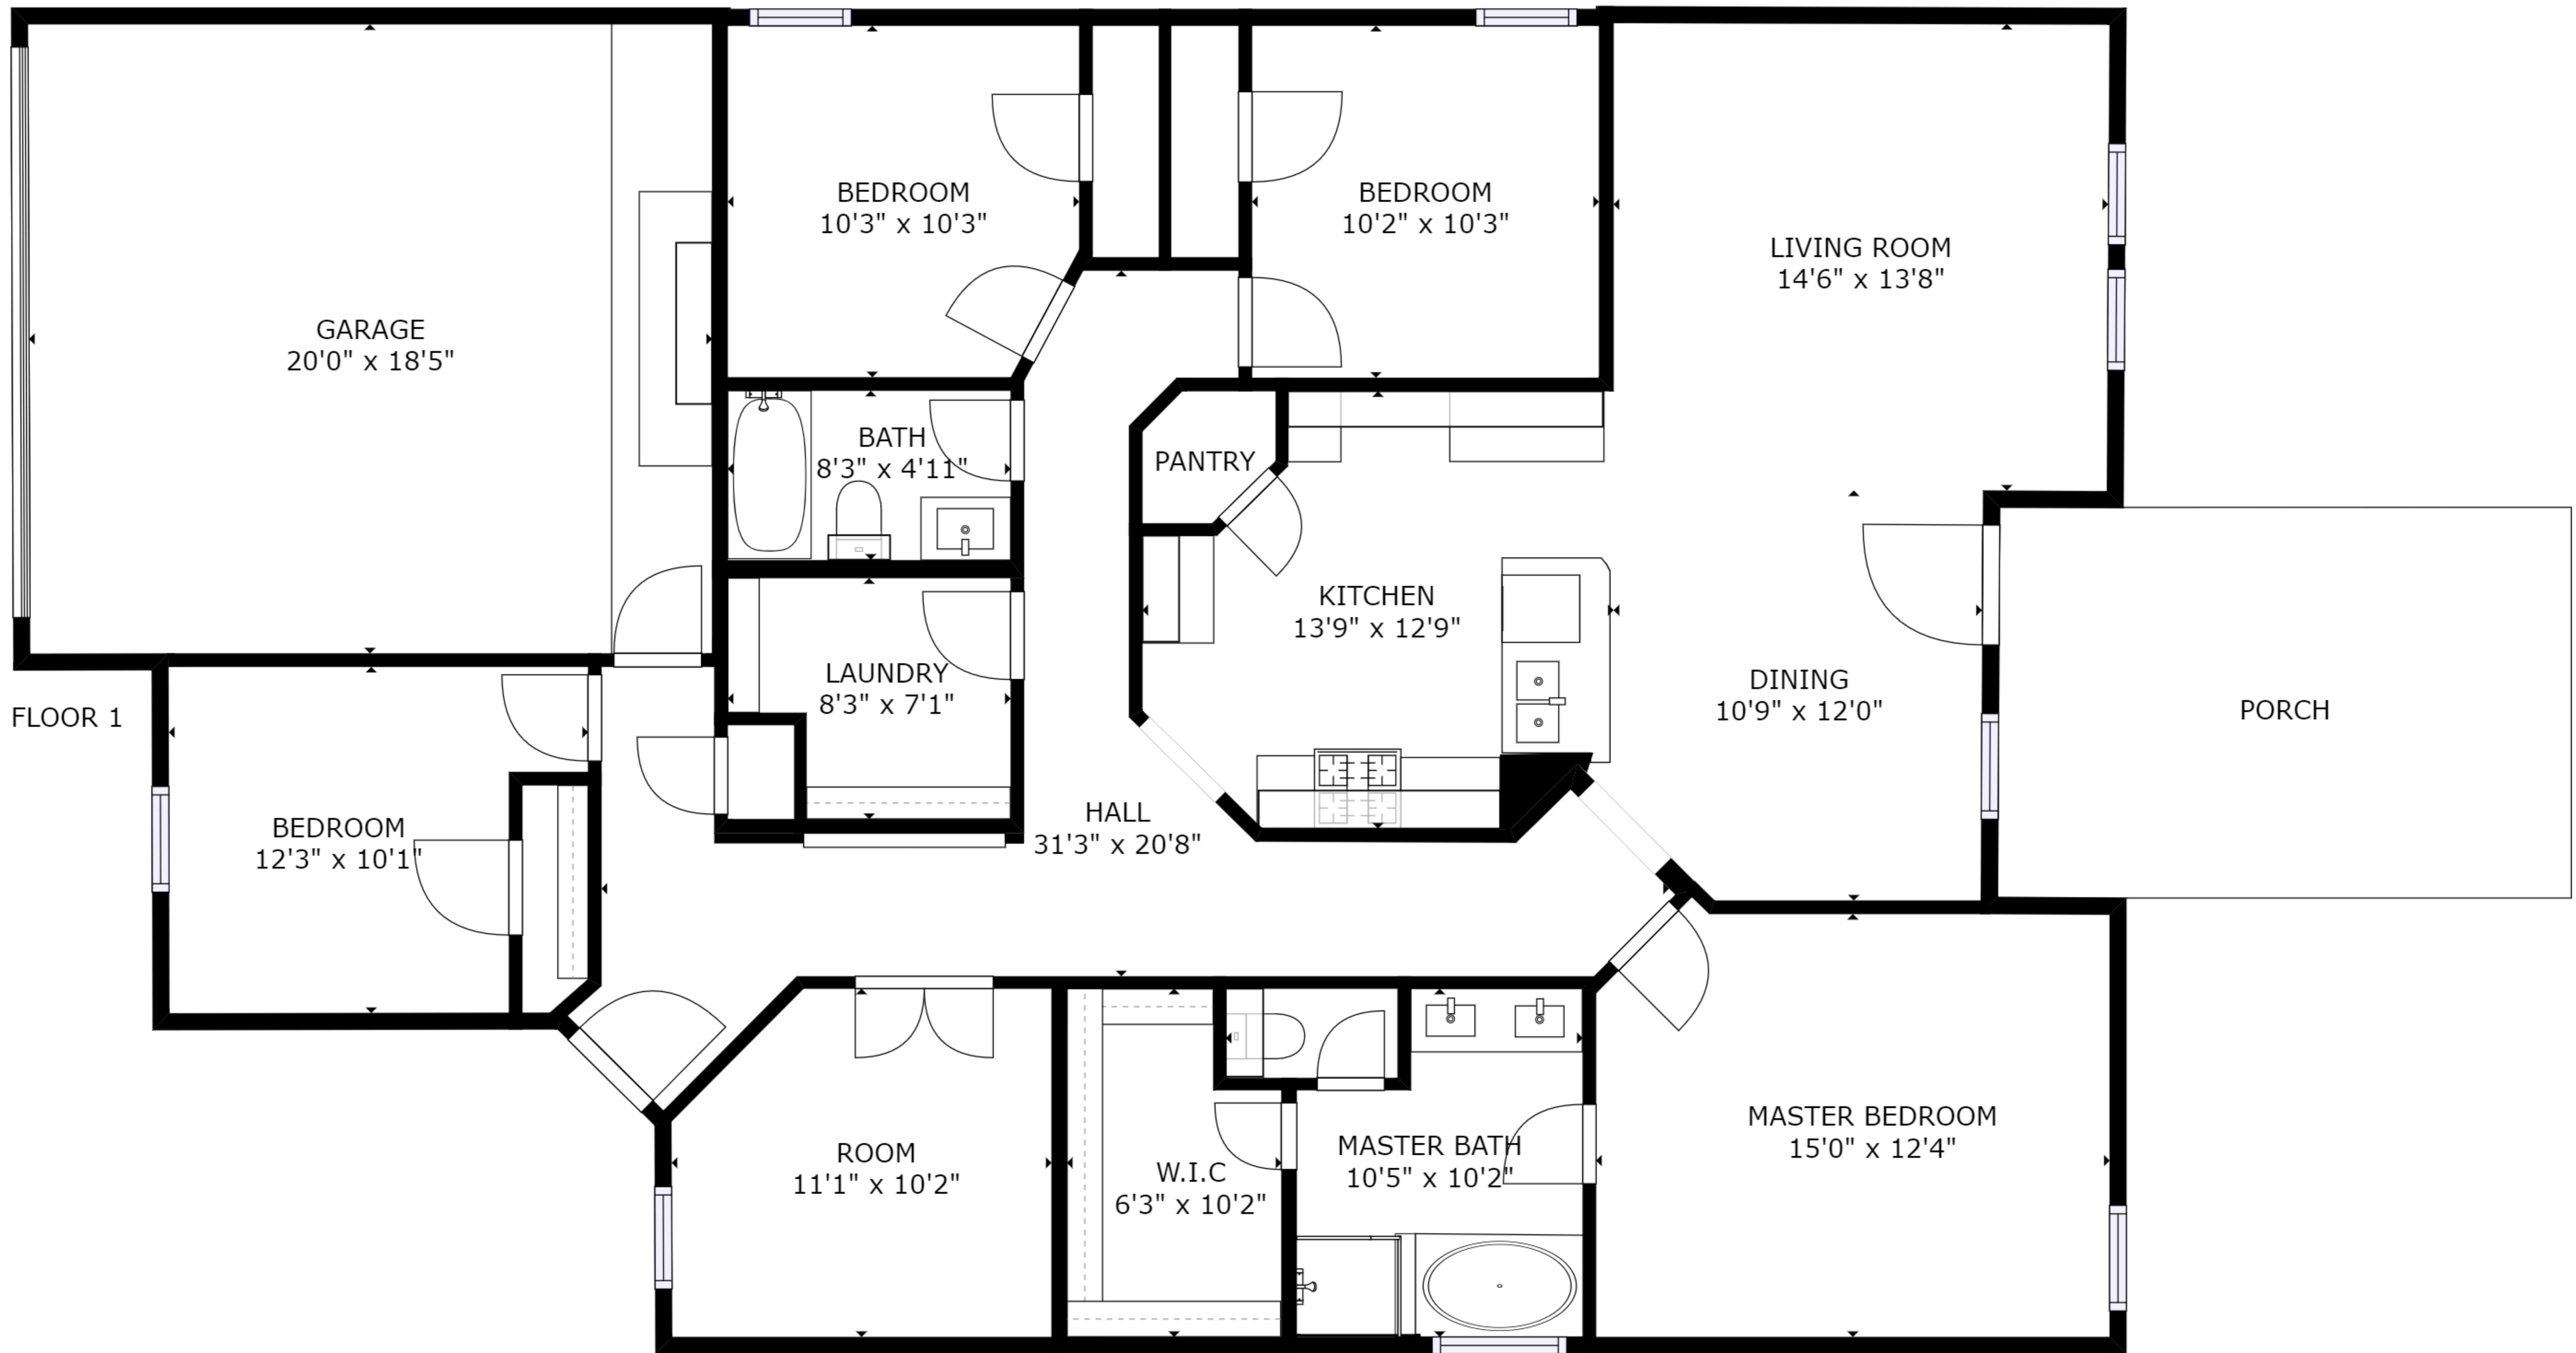 BEDROOM
10'3" x 10'3"
BEDROOM
10'2" x 10'3"
LIVING ROOM
14'6" x 13'8"
GARAGE
20'0" x 18'5"
BATH
8'3" x 4'11"
PANTRY
KITCHEN
13'9" x 12'9"
LAUNDRY
8'3" x 7'1"
DINING
10'9" x 12'0"
PORCH
FLOOR 1
BEDROOM
12'3" x 10'1"
HALL
31'3" x 20'8"
ROOM
11'1" x 10'2"
W.I.C
6'3" x 10'2"
MASTER BATH
10'5" x 10'2"
MASTER BEDROOM
15'0" x 12'4"